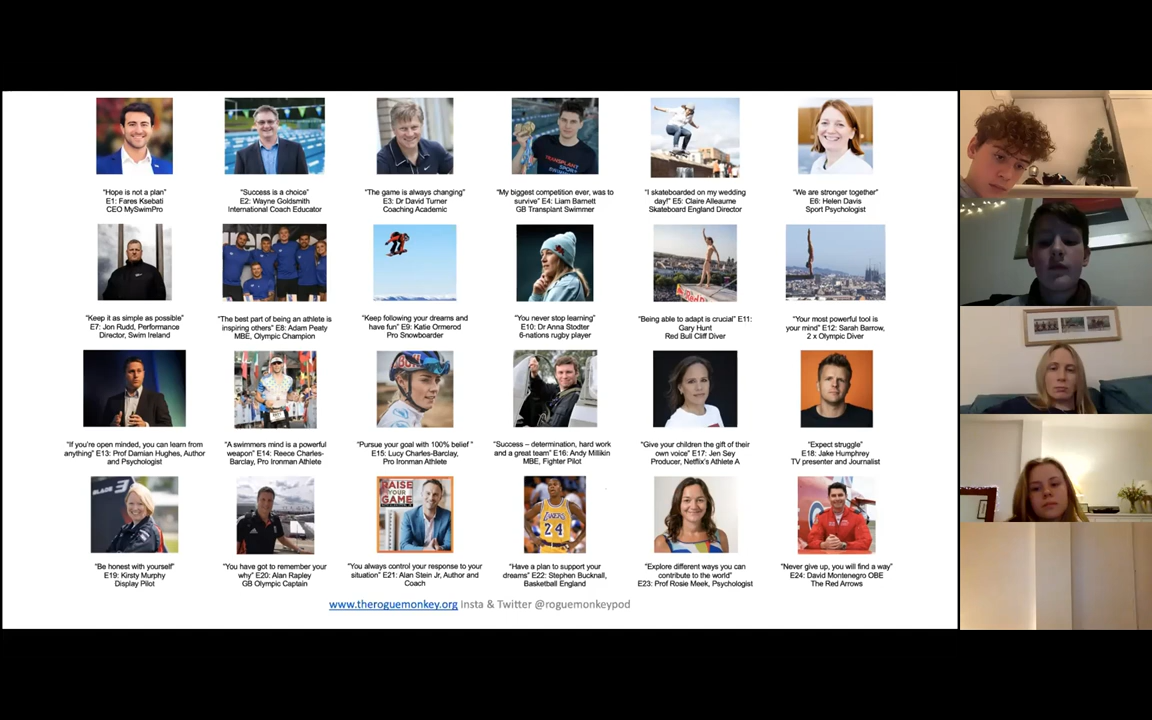 "Hope is not a plan"
E1: Fares Ksebati
CEO MySwimPro
"Success is a choice"
E2: Wayne Goldsmith
International Coach Educator
"The game is always changing"
E3: Dr David Turner
Coaching Academic
"My biggest competition ever, was to
survive" E4: Liam Barnett
GB Transplant Swimmer
"I skateboarded on my wedding
day!" E5: Claire Alleaume
Skateboard England Director
"We are stronger together"
E6: Helen Davis
Sport Psychologist
"Keep it as simple as possible"
E7: Jon Rudd, Performance
Director, Swim Ireland
"The best part of being an athlete is
inspiring others" E8: Adam Peaty
MBE, Olympic Champion
"Keep following your dreams and
have fun" E9: Katie Ormerod
Pro Snowboarder
"You never stop learning"
E10: Dr Anna Stodter
6-nations rugby player
"Being able to adapt is crucial" E11:
Gary Hunt
Red Bull Cliff Diver
"Your most powerful tool is
your mind" E12: Sarah Barrow,
2 x Olympic Diver
"If you're open minded, you can learn from
anything" E13: Prof Damian Hughes, Author
and Psychologist
"A swimmers mind is a powerful
weapon" E14: Reece Charles-
Barclay, Pro Ironman Athlete
"Pursue your goal with 100% belief "
E15: Lucy Charles-Barclay,
Pro Ironman Athlete
"Success – determination, hard work
and a great team" E16: Andy Millikin
MBE, Fighter Pilot
"Give your children the gift of their
own voice" E17: Jen Sey
Producer, Netflix's Athlete A
"Expect struggle"
E18: Jake Humphrey
TV presenter and Journalist
RAISE
YOUR
GAME
LAKERS
24
"Be honest with yourself"
E19: Kirsty Murphy
Display Pilot
"You have got to remember your
why" E20: Alan Rapley
GB Olympic Captain
"You always control your response to your
situation" E21: Alan Stein Jr, Author and
Coach
"Have a plan to support your
dreams" E22: Stephen Bucknall,
Basketball England
"Explore different ways you can
contribute to the world"
E23: Prof Rosie Meek, Psychologist
"Never give up, you will find a way"
E24: David Montenegro OBE
The Red Arrows
www.theroguemonkey.org Insta & Twitter @roguemonkeypod